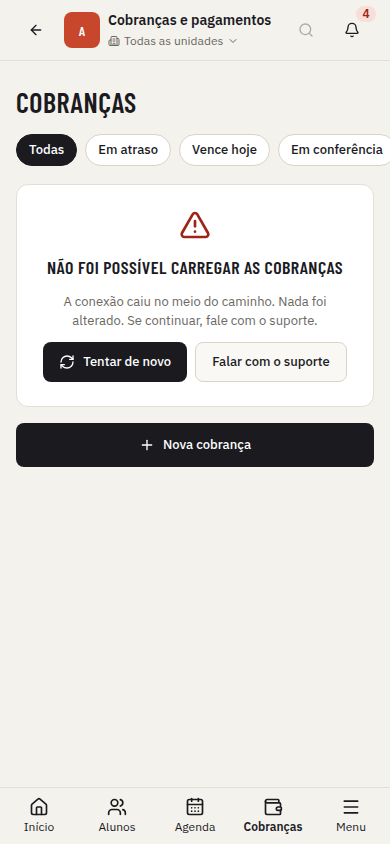 A
Cobranças e pagamentos
Todas as unidades
4
COBRANÇAS
Todas
Em atraso
Vence hoje
Em conferência
NÃO FOI POSSÍVEL CARREGAR AS COBRANÇAS
A conexão caiu no meio do caminho. Nada foi
alterado. Se continuar, fale com o suporte.
Tentar de novo
Falar com o suporte
Nova cobrança
Início
Alunos
Agenda
Cobranças
Menu